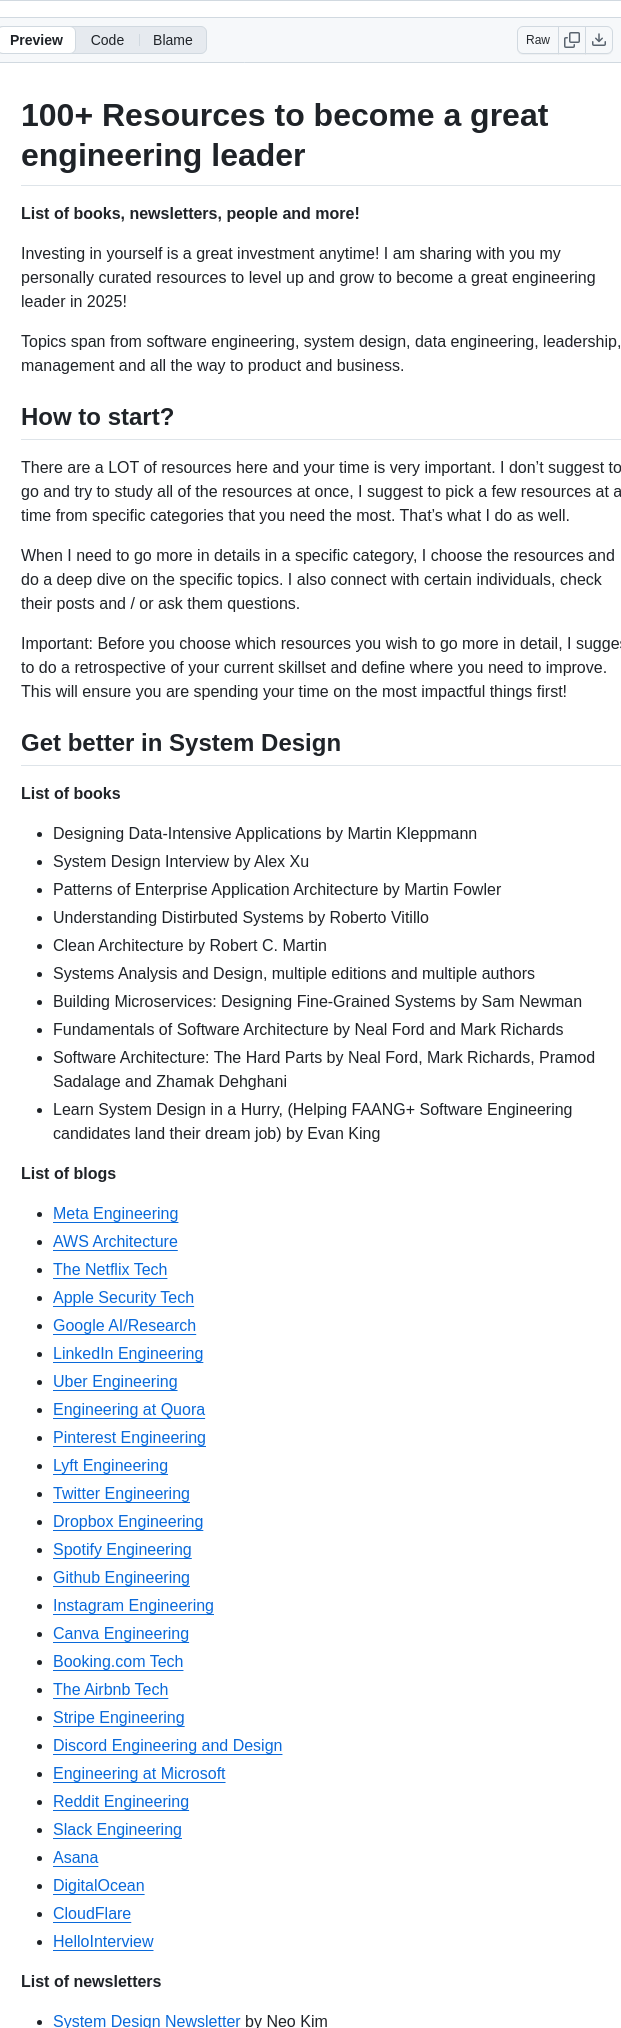 Preview
Code
Blame
Raw
100+ Resources to become a great
engineering leader
List of books, newsletters, people and more!
Investing in yourself is a great investment anytime! I am sharing with you my
personally curated resources to level up and grow to become a great engineering
leader in 2025!
Topics span from software engineering, system design, data engineering, leadership,
management and all the way to product and business.
How to start?
There are a LOT of resources here and your time is very important. I don’t suggest to
go and try to study all of the resources at once, I suggest to pick a few resources at a
time from specific categories that you need the most. That’s what I do as well.
When I need to go more in details in a specific category, I choose the resources and
do a deep dive on the specific topics. I also connect with certain individuals, check
their posts and / or ask them questions.
Important: Before you choose which resources you wish to go more in detail, I sugges
to do a retrospective of your current skillset and define where you need to improve.
This will ensure you are spending your time on the most impactful things first!
Get better in System Design
List of books
Designing Data-Intensive Applications by Martin Kleppmann
System Design Interview by Alex Xu
Patterns of Enterprise Application Architecture by Martin Fowler
Understanding Distirbuted Systems by Roberto Vitillo
Clean Architecture by Robert C. Martin
Systems Analysis and Design, multiple editions and multiple authors
Building Microservices: Designing Fine-Grained Systems by Sam Newman
Fundamentals of Software Architecture by Neal Ford and Mark Richards
Software Architecture: The Hard Parts by Neal Ford, Mark Richards, Pramod
Sadalage and Zhamak Dehghani
Learn System Design in a Hurry, (Helping FAANG+ Software Engineering
candidates land their dream job) by Evan King
List of blogs
Meta Engineering
AWS Architecture
The Netflix Tech
Apple Security Tech
Google AI/Research
LinkedIn Engineering
Uber Engineering
Engineering at Quora
Pinterest Engineering
Lyft Engineering
Twitter Engineering
Dropbox Engineering
Spotify Engineering
Github Engineering
Instagram Engineering
Canva Engineering
Booking.com Tech
The Airbnb Tech
Stripe Engineering
Discord Engineering and Design
Engineering at Microsoft
Reddit Engineering
Slack Engineering
Asana
DigitalOcean
CloudFlare
HelloInterview
List of newsletters
System Design Newsletter by Neo Kim